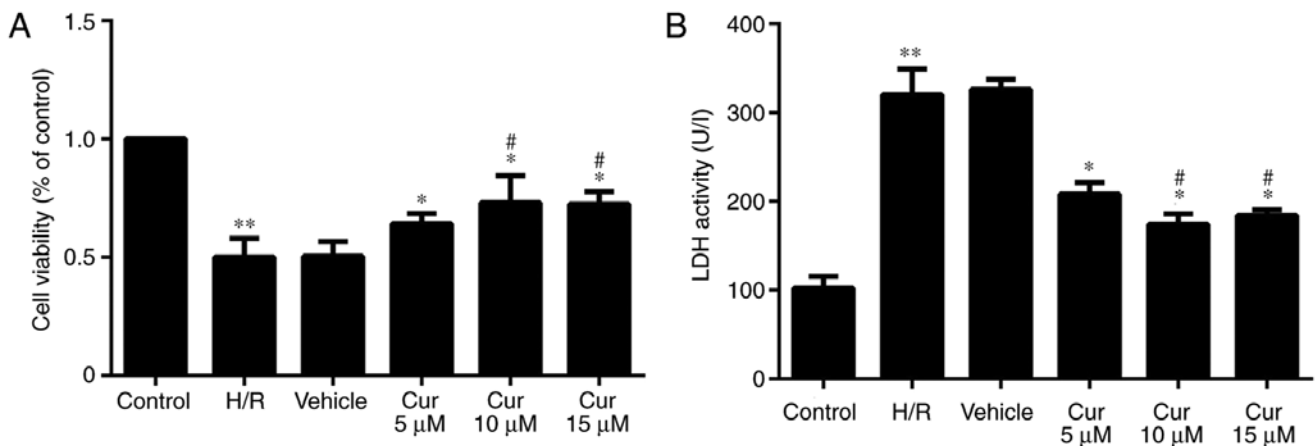 A
Cell viability (% of control)
1.5
1.0
0.5
0
**
*
#
*
#
*
Control H/R Vehicle Cur Cur Cur
5 μM 10 μM 15 μM
B
LDH activity (U/l)
400
300
200
100
0
**
*
#
*
#
*
Control H/R Vehicle Cur Cur Cur
5 μM 10 μM 15 μM